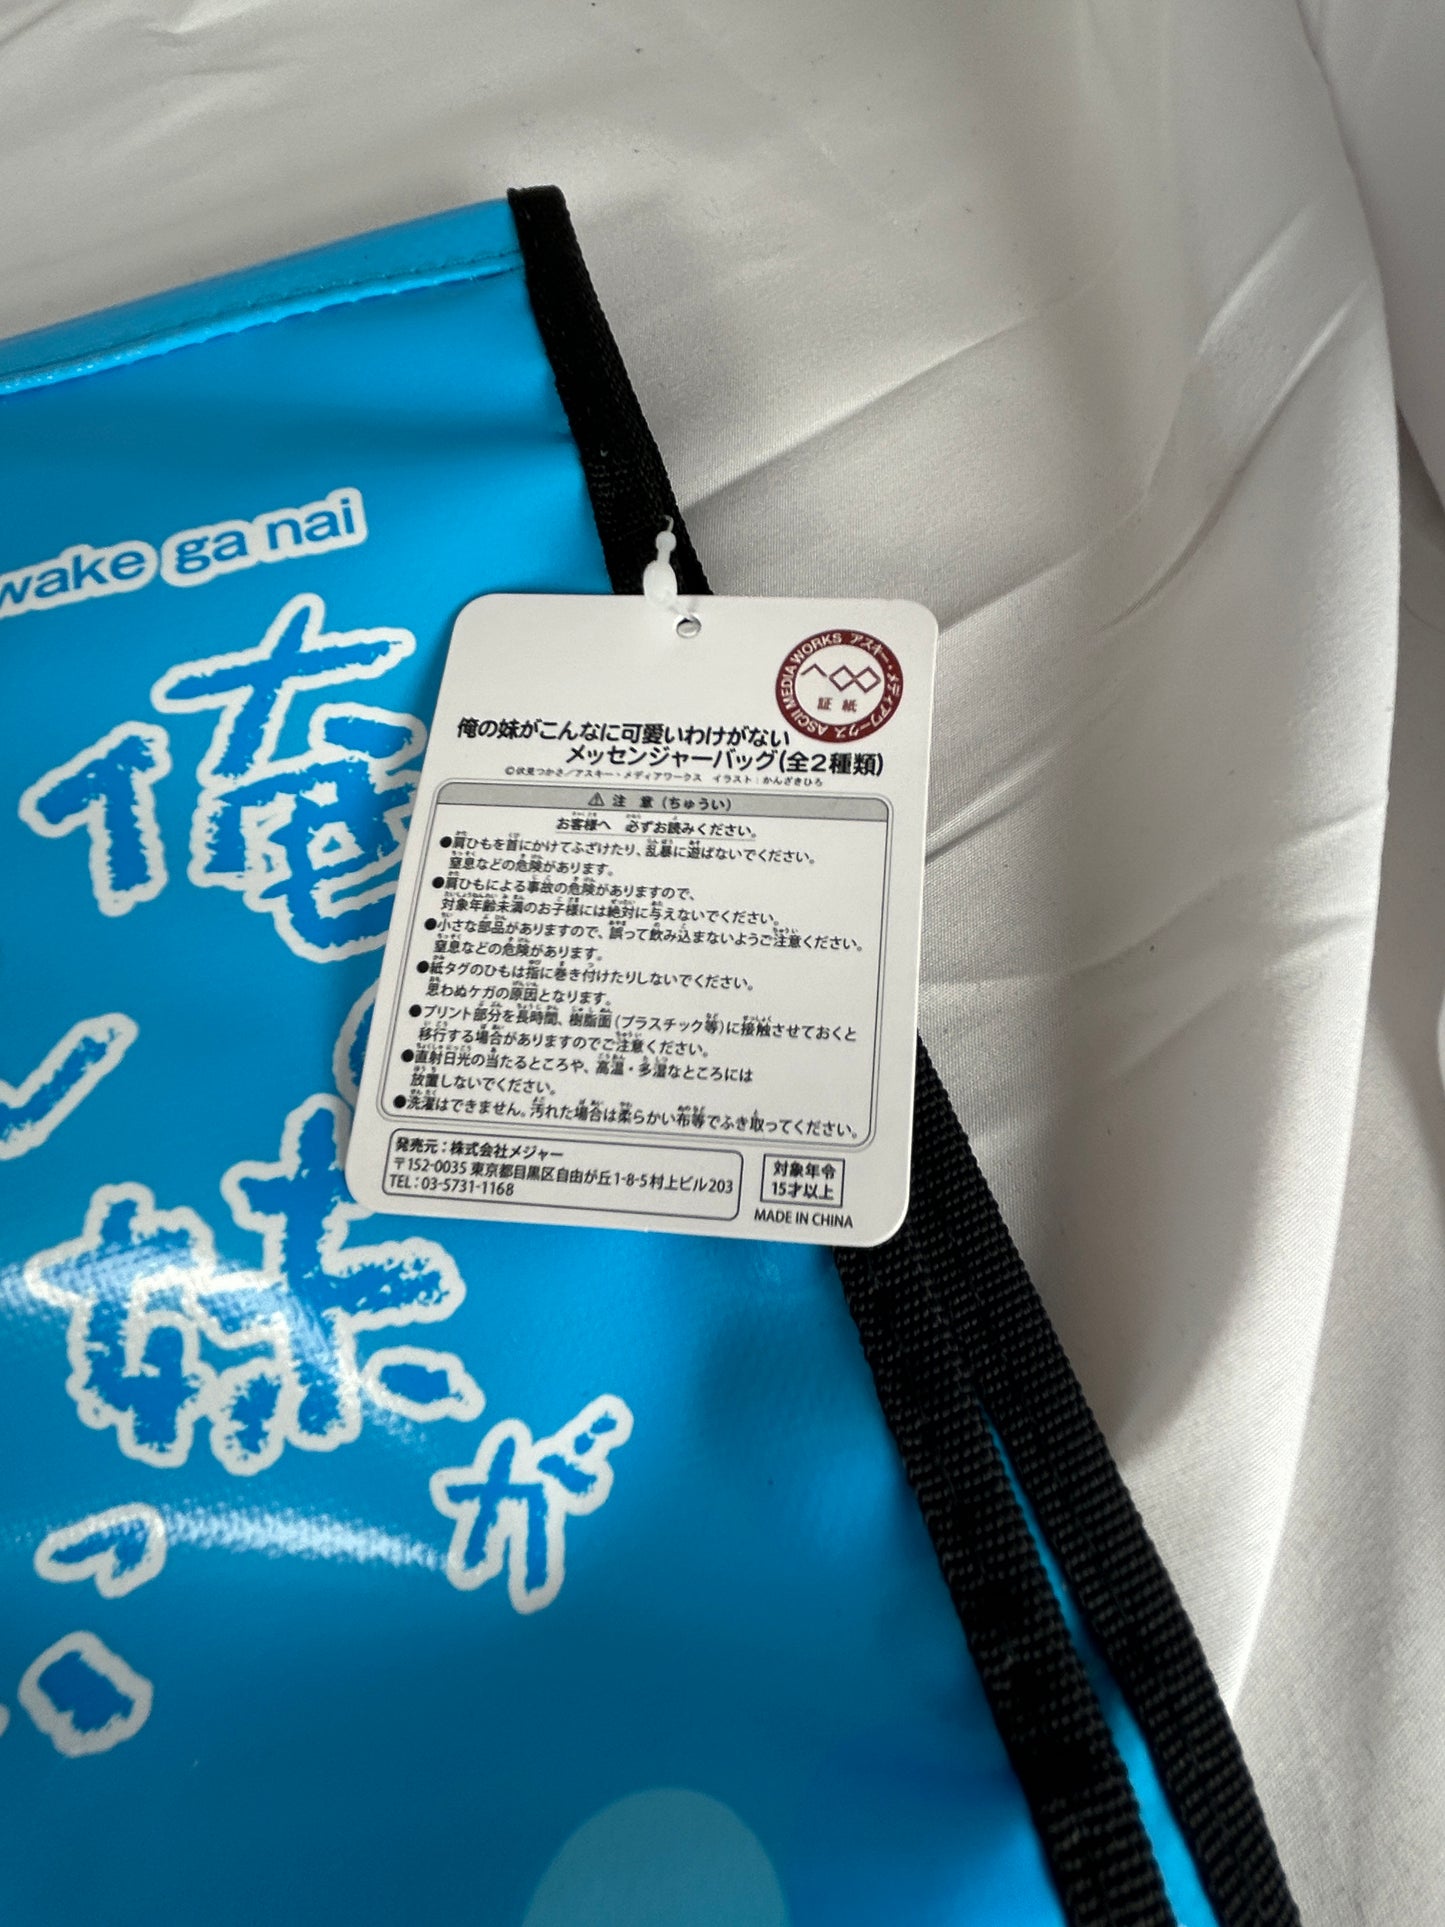 wake ga nai
俺の
妹が
ASCII MEDIA WORKS アスキー・メディアワークス
証紙
俺の妹がこんなに可愛いわけがない
メッセンジャーバッグ(全2種類)
©伏見つかさ/アスキー・メディアワークス イラスト:かんざきひろ
⚠ 注 意 (ちゅうい)
お客様へ 必ずお読みください。
●肩ひもを首にかけてふざけたり、乱暴に遊ばないでください。
窒息などの危険があります。
●肩ひもによる事故の危険がありますので、
対象年齢未満のお子様には絶対に与えないでください。
●小さな部品がありますので、誤って飲み込まないようご注意ください。
窒息などの危険があります。
●紙タグのひもは指に巻き付けたりしないでください。
思わぬケガの原因となります。
●プリント部分を長時間、樹脂面(プラスチック等)に接触させておくと
移行する場合がありますのでご注意ください。
●直射日光の当たるところや、高温・多湿なところには
放置しないでください。
●洗濯はできません。汚れた場合は柔らかい布等でふき取ってください。
発売元:株式会社メジャー
〒152-0035 東京都目黒区自由が丘1-8-5村上ビル203
TEL:03-5731-1168
対象年令
15才以上
MADE IN CHINA